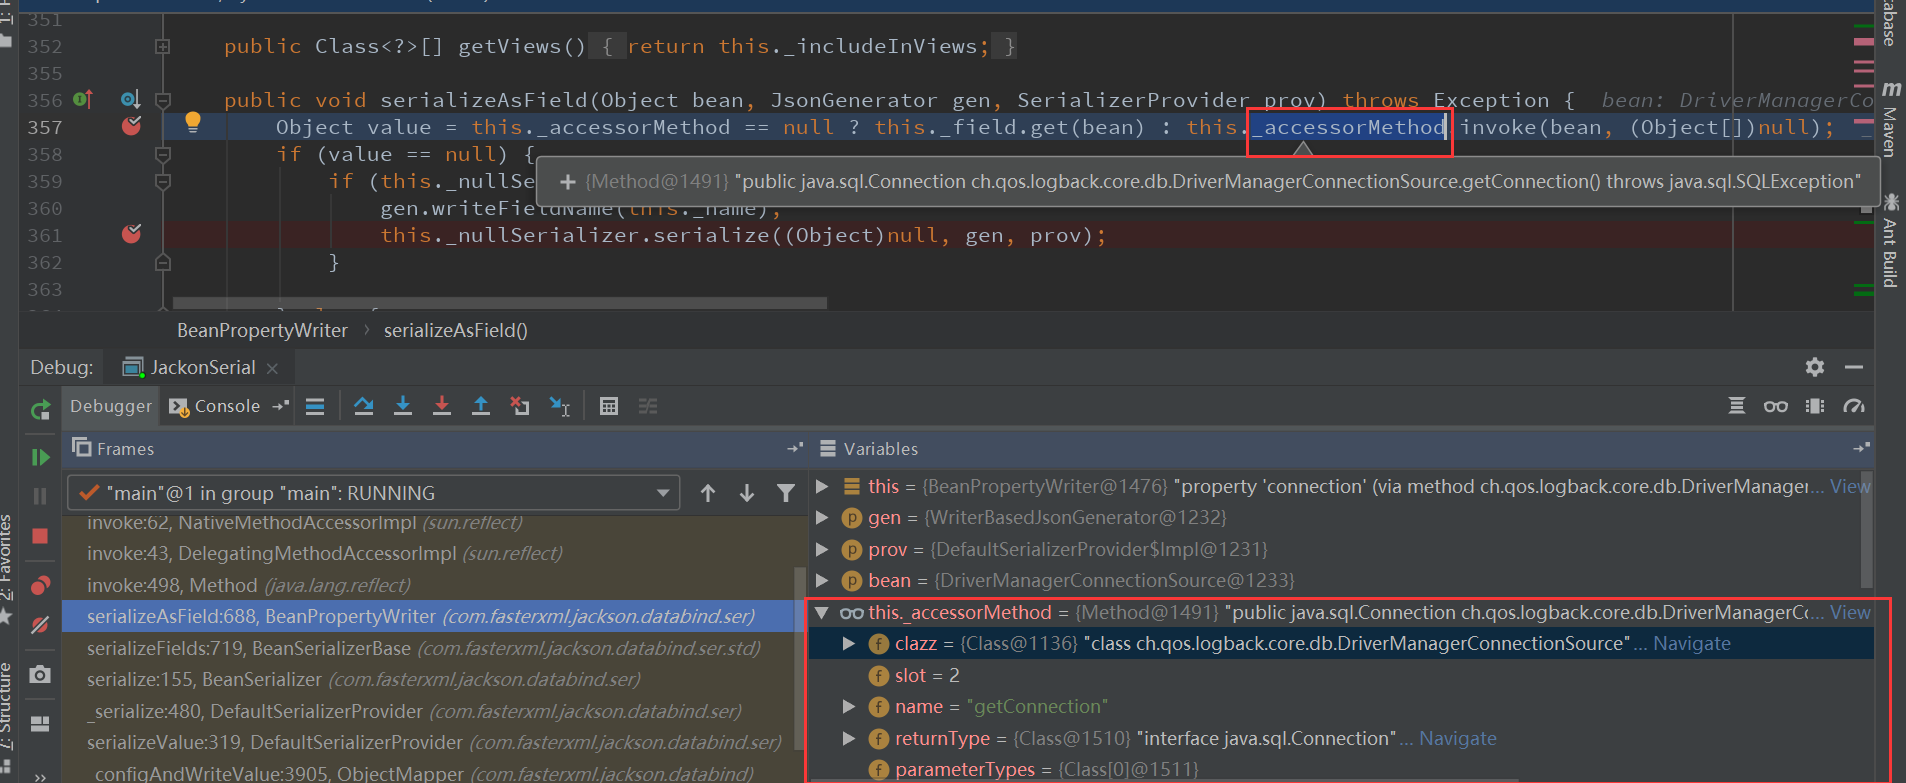 351
352 public Class<?>[] getViews() { return this._includeInViews; }
355
356 public void serializeAsField(Object bean, JsonGenerator gen, SerializerProvider prov) throws Exception { bean: DriverManagerCo
357 Object value = this._accessorMethod == null ? this._field.get(bean) : this._accessorMethod.invoke(bean, (Object[])null);
358 if (value == null) {
359 if (this._nullSe
+ {Method@1491} "public java.sql.Connection ch.qos.logback.core.db.DriverManagerConnectionSource.getConnection() throws java.sql.SQLException"
360 gen.writeFieldName(this._name);
361 this._nullSerializer.serialize((Object)null, gen, prov);
362 }
363
BeanPropertyWriter › serializeAsField()
Debug: JackonSerial ×
Debugger Console
Frames
"main"@1 in group "main": RUNNING
invoke:62, NativeMethodAccessorImpl (sun.reflect)
invoke:43, DelegatingMethodAccessorImpl (sun.reflect)
invoke:498, Method (java.lang.reflect)
serializeAsField:688, BeanPropertyWriter (com.fasterxml.jackson.databind.ser)
serializeFields:719, BeanSerializerBase (com.fasterxml.jackson.databind.ser.std)
serialize:155, BeanSerializer (com.fasterxml.jackson.databind.ser)
_serialize:480, DefaultSerializerProvider (com.fasterxml.jackson.databind.ser)
serializeValue:319, DefaultSerializerProvider (com.fasterxml.jackson.databind.ser)
_configAndWriteValue:3905, ObjectMapper (com.fasterxml.jackson.databind)
Variables
this = {BeanPropertyWriter@1476} "property 'connection' (via method ch.qos.logback.core.db.DriverManager... View
gen = {WriterBasedJsonGenerator@1232}
prov = {DefaultSerializerProvider$Impl@1231}
bean = {DriverManagerConnectionSource@1233}
this._accessorMethod = {Method@1491} "public java.sql.Connection ch.qos.logback.core.db.DriverManagerCo... View
clazz = {Class@1136} "class ch.qos.logback.core.db.DriverManagerConnectionSource"... Navigate
slot = 2
name = "getConnection"
returnType = {Class@1510} "interface java.sql.Connection"... Navigate
parameterTypes = {Class[0]@1511}
2: Favorites
7: Structure
tabase
Maven
Ant Build